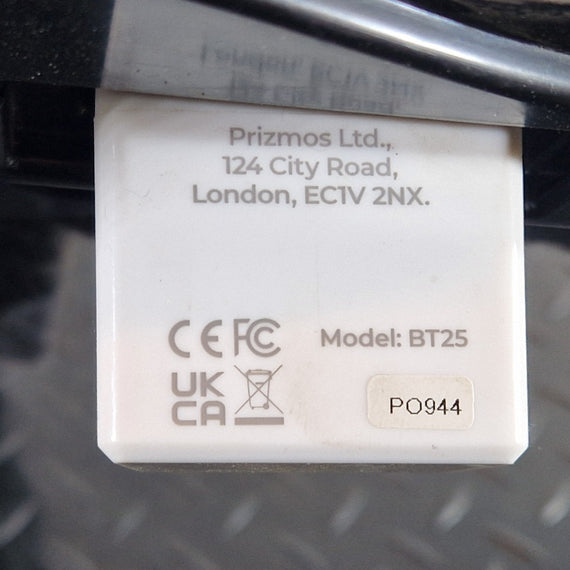 Prizmos Ltd.,
124 City Road,
London, EC1V 2NX.
CE FC Model: BT25
UK
CA
PO944